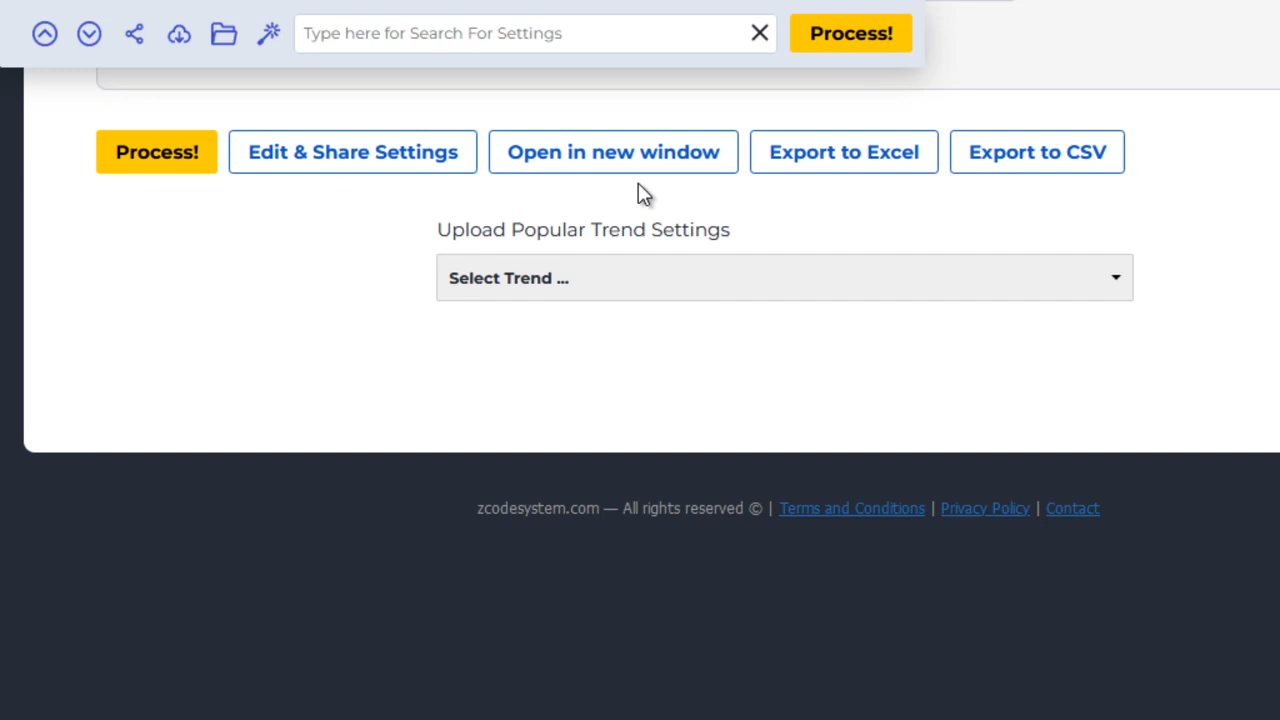 Type here for Search For Settings
Process!
Process!
Edit & Share Settings
Open in new window
Export to Excel
Export to CSV
Upload Popular Trend Settings
Select Trend ...
zcodesystem.com — All rights reserved © | Terms and Conditions | Privacy Policy | Contact